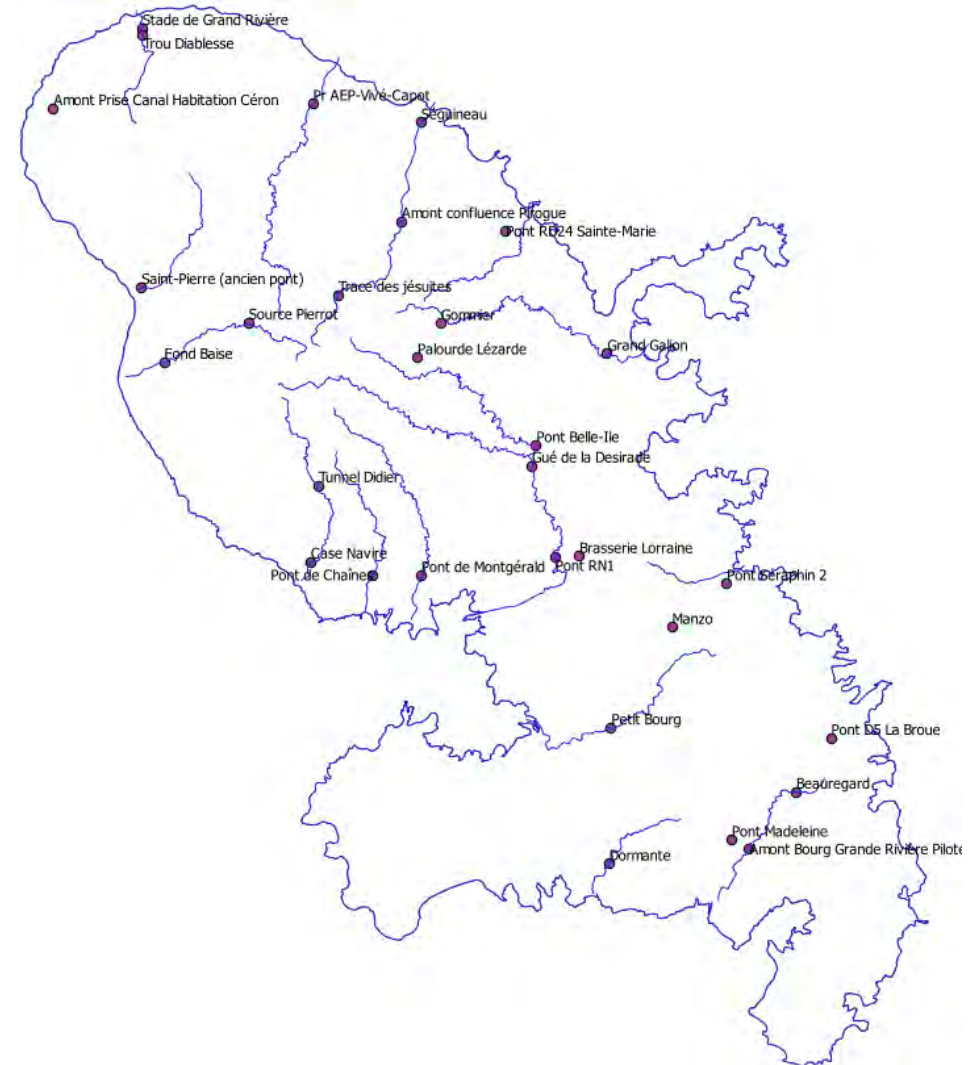 Stade de Grand Rivière
Trou Diablesse
Amont Prise Canal Habitation Céron
Pr AEP-Vivé-Capot
Séguineau
Amont confluence Pirogue
Pont RD24 Sainte-Marie
Saint-Pierre (ancien pont)
Trace des jésuites
Source Pierrot
Gommier
Fond Baise
Palourde Lézarde
Grand Galion
Pont Belle-Ile
Gué de la Desirade
Tunnel Didier
Case Navire
Pont de Chaînes
Pont de Montgérald
Pont RN1
Brasserie Lorraine
Pont Séraphin 2
Manzo
Petit Bourg
Pont D5 La Broue
Beauregard
Pont Madeleine
Amont Bourg Grande Rivière Pilote
Dormante